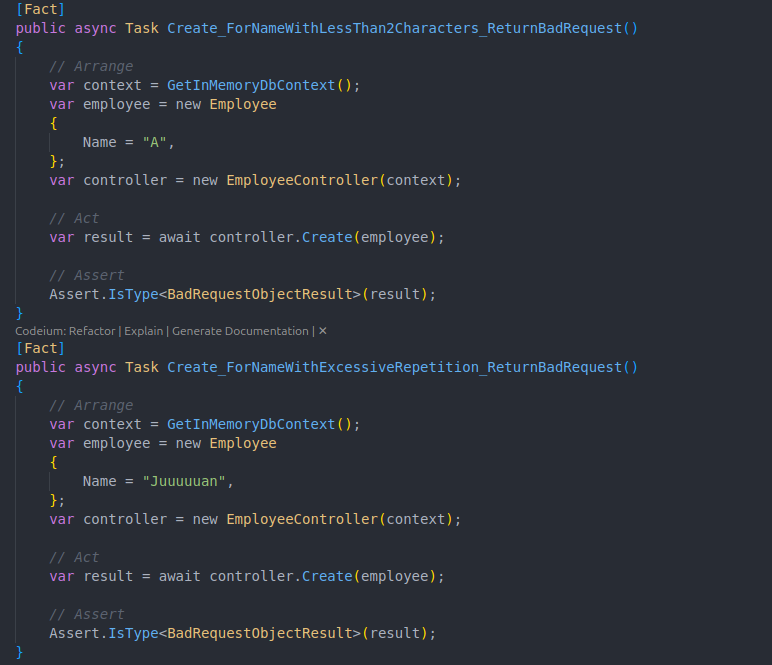 [Fact]
public async Task Create_ForNameWithLessThan2Characters_ReturnBadRequest()
{
    // Arrange
    var context = GetInMemoryDbContext();
    var employee = new Employee
    {
        Name = "A",
    };
    var controller = new EmployeeController(context);

    // Act
    var result = await controller.Create(employee);

    // Assert
    Assert.IsType<BadRequestObjectResult>(result);
}
Codeium: Refactor | Explain | Generate Documentation | ✕
[Fact]
public async Task Create_ForNameWithExcessiveRepetition_ReturnBadRequest()
{
    // Arrange
    var context = GetInMemoryDbContext();
    var employee = new Employee
    {
        Name = "Juuuuuan",
    };
    var controller = new EmployeeController(context);

    // Act
    var result = await controller.Create(employee);

    // Assert
    Assert.IsType<BadRequestObjectResult>(result);
}